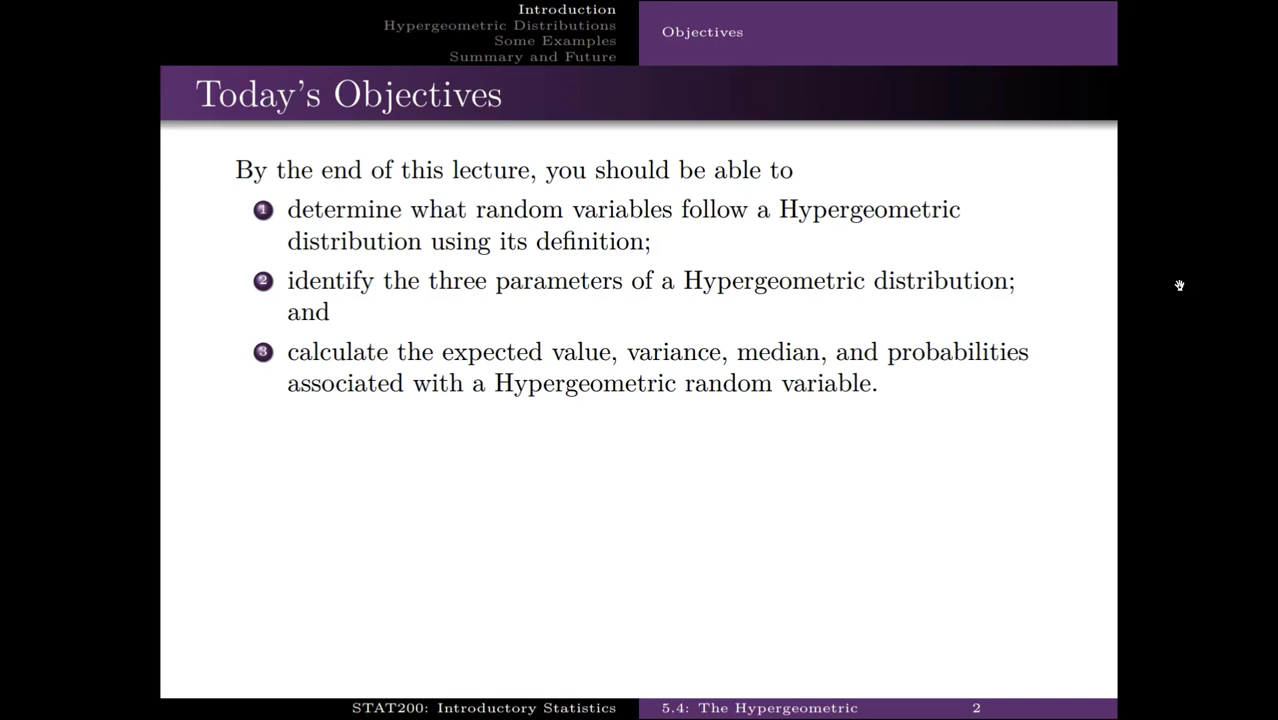 Introduction
Hypergeometric Distributions
Some Examples
Summary and Future
Objectives
Today's Objectives
By the end of this lecture, you should be able to
1 determine what random variables follow a Hypergeometric
distribution using its definition;
2 identify the three parameters of a Hypergeometric distribution;
and
3 calculate the expected value, variance, median, and probabilities
associated with a Hypergeometric random variable.
STAT200: Introductory Statistics
5.4: The Hypergeometric
2